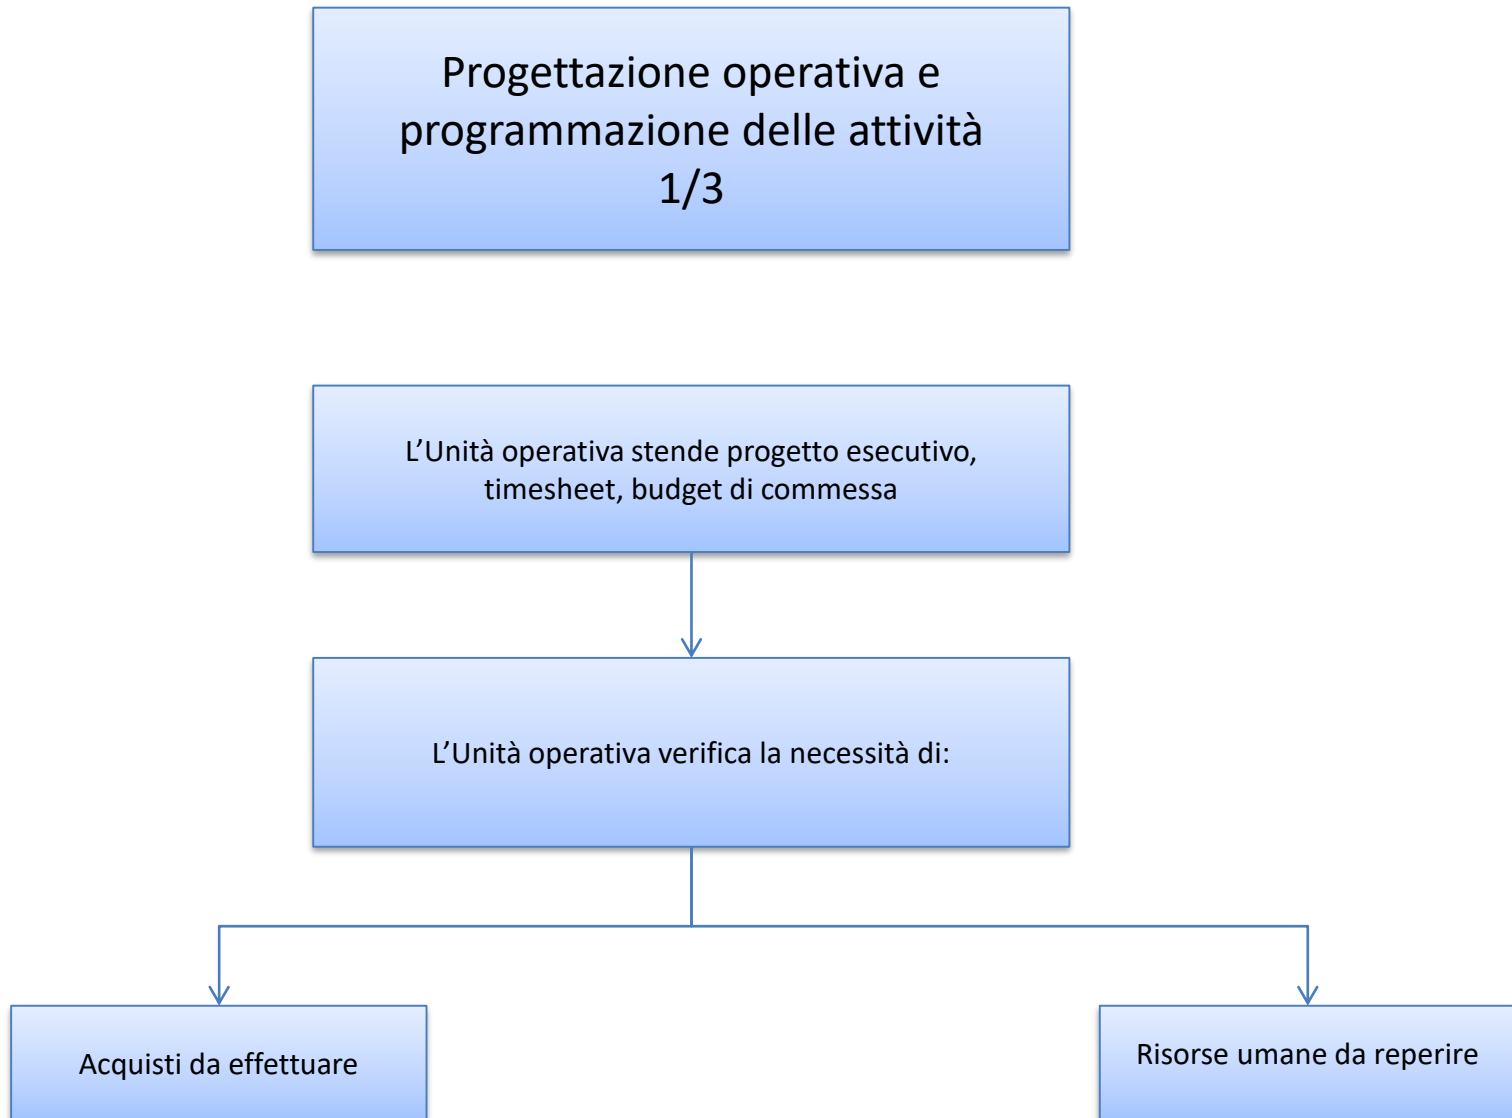 Progettazione operativa e
programmazione delle attività
1/3
L’Unità operativa stende progetto esecutivo,
timesheet, budget di commessa
L’Unità operativa verifica la necessità di:
Acquisti da effettuare
Risorse umane da reperire